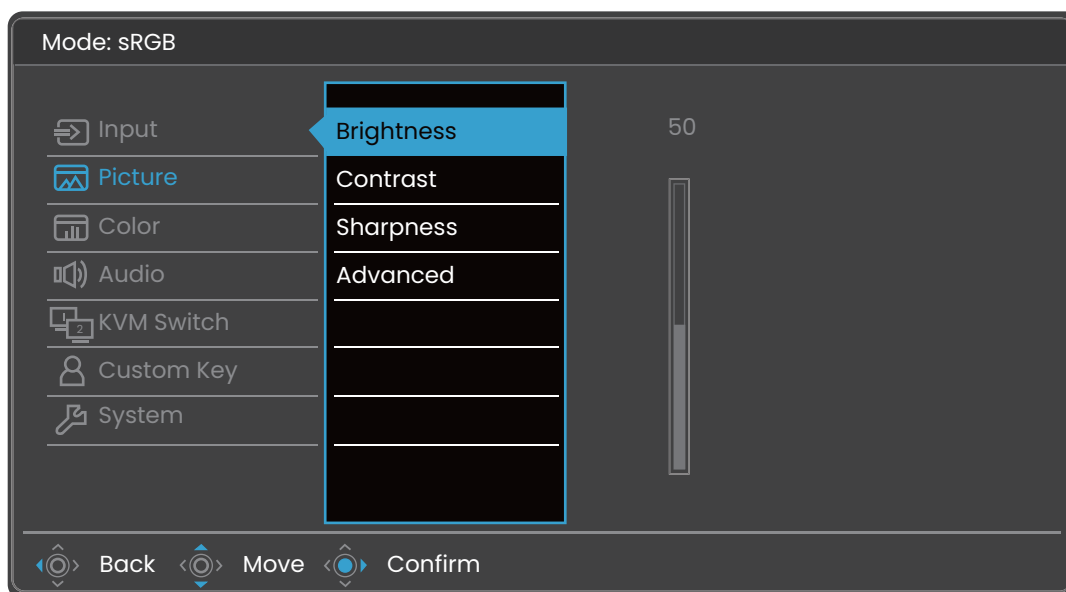 Mode: sRGB
Input
Picture
Color
Audio
1
2
KVM Switch
Custom Key
System
Brightness
Contrast
Sharpness
Advanced
50
Back Move Confirm